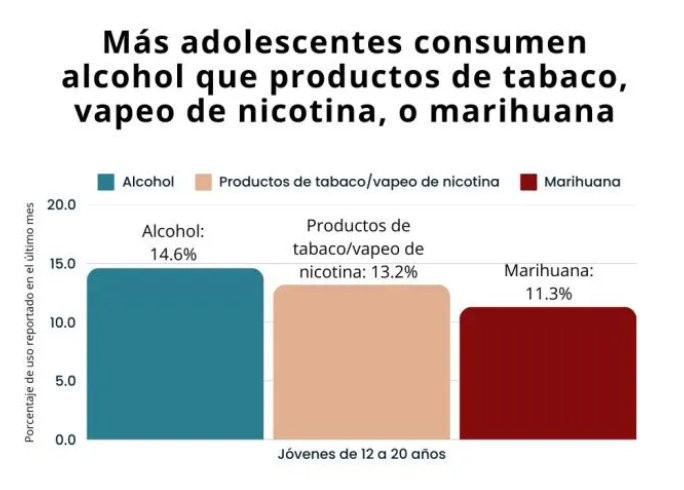 Más adolescentes consumen
alcohol que productos de tabaco,
vapeo de nicotina, o marihuana
Alcohol
Productos de tabaco/vapeo de nicotina
Marihuana
Porcentaje de uso reportado en el último mes
20.0
15.0
10.0
5.0
0.0
Alcohol:
14.6%
Productos de
tabaco/vapeo de
nicotina: 13.2%
Marihuana:
11.3%
Jóvenes de 12 a 20 años